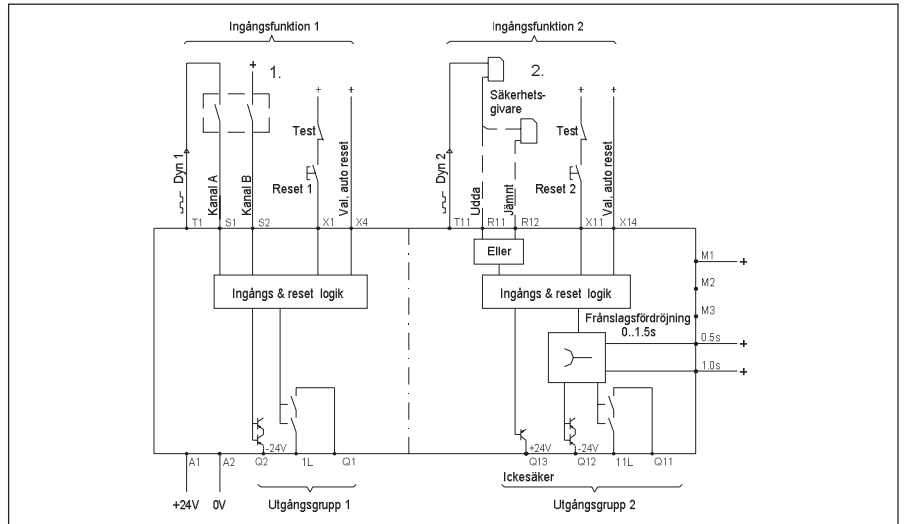 Ingångsfunktion 1
Ingångsfunktion 2
+ 1.
2.
Säkerhets-
givare
+ +
+ +
Test
Test
Dyn 1
Kanal A
Kanal B
Reset 1
Val. auto reset
Dyn 2
Udda
Jämnt
Reset 2
Val. auto reset
T1 S1 S2 X1 X4
T11 R11 R12 X11 X14
Eller
M1 +
M2
M3
Ingångs & reset logik
Ingångs & reset logik
Frånslagsfördröjning
0..1.5s
0.5s +
1.0s +
-24V
+24V -24V
A1 A2 Q2 1L Q1
Q13 Q12 11L Q11
Ickesäker
+24V 0V
Utgångsgrupp 1
Utgångsgrupp 2